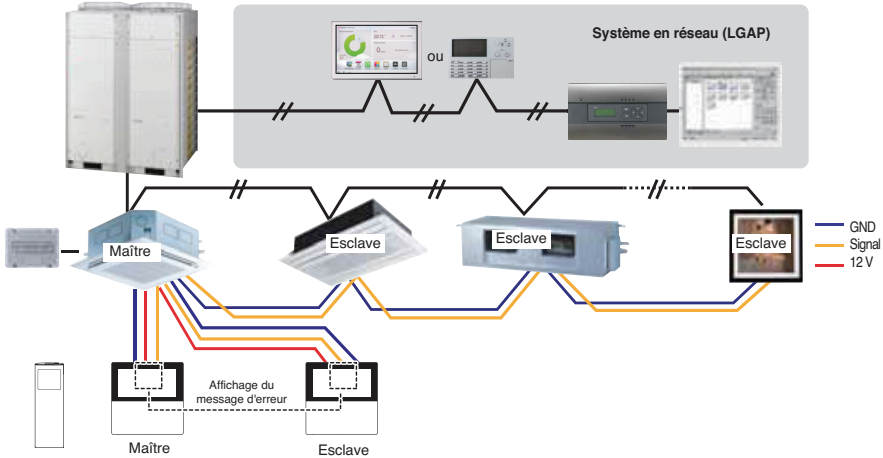 Système en réseau (LGAP)
ou
Maître
Esclave
Esclave
Esclave
GND
Signal
12 V
Affichage du
message d'erreur
Maître
Esclave